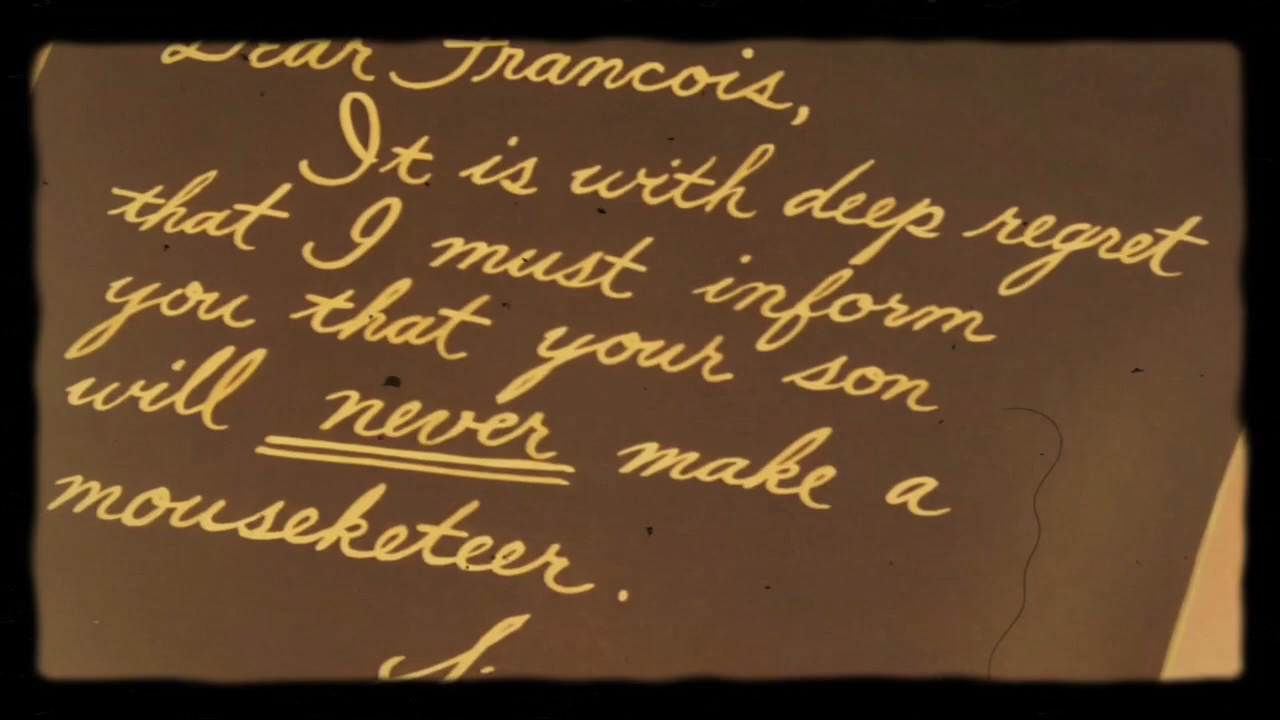 Dear Francois,
It is with deep regret
that I must inform
you that your son
will never make a
mouseketeer.